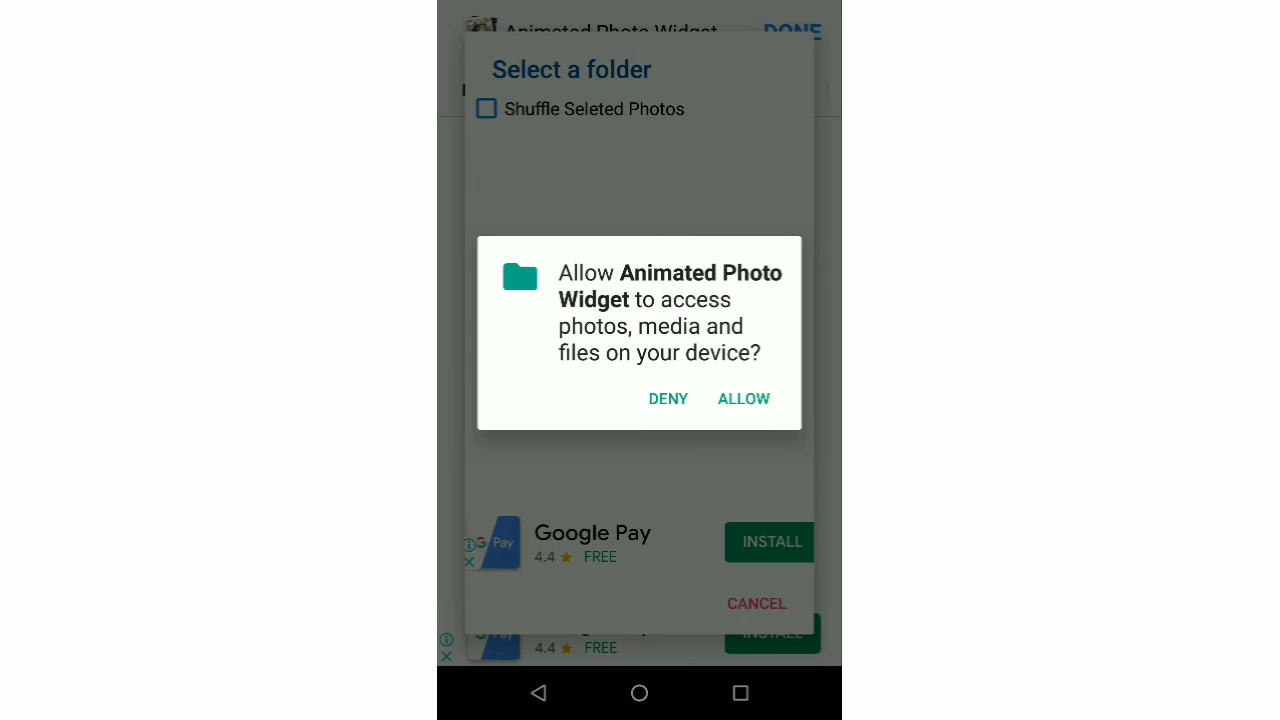 Animated Photo Widget DONE
Select a folder
Shuffle Seleted Photos
Allow Animated Photo
Widget to access
photos, media and
files on your device?
DENY ALLOW
G Pay Google Pay INSTALL
4.4 FREE
CANCEL
INSTALL
4.4 FREE